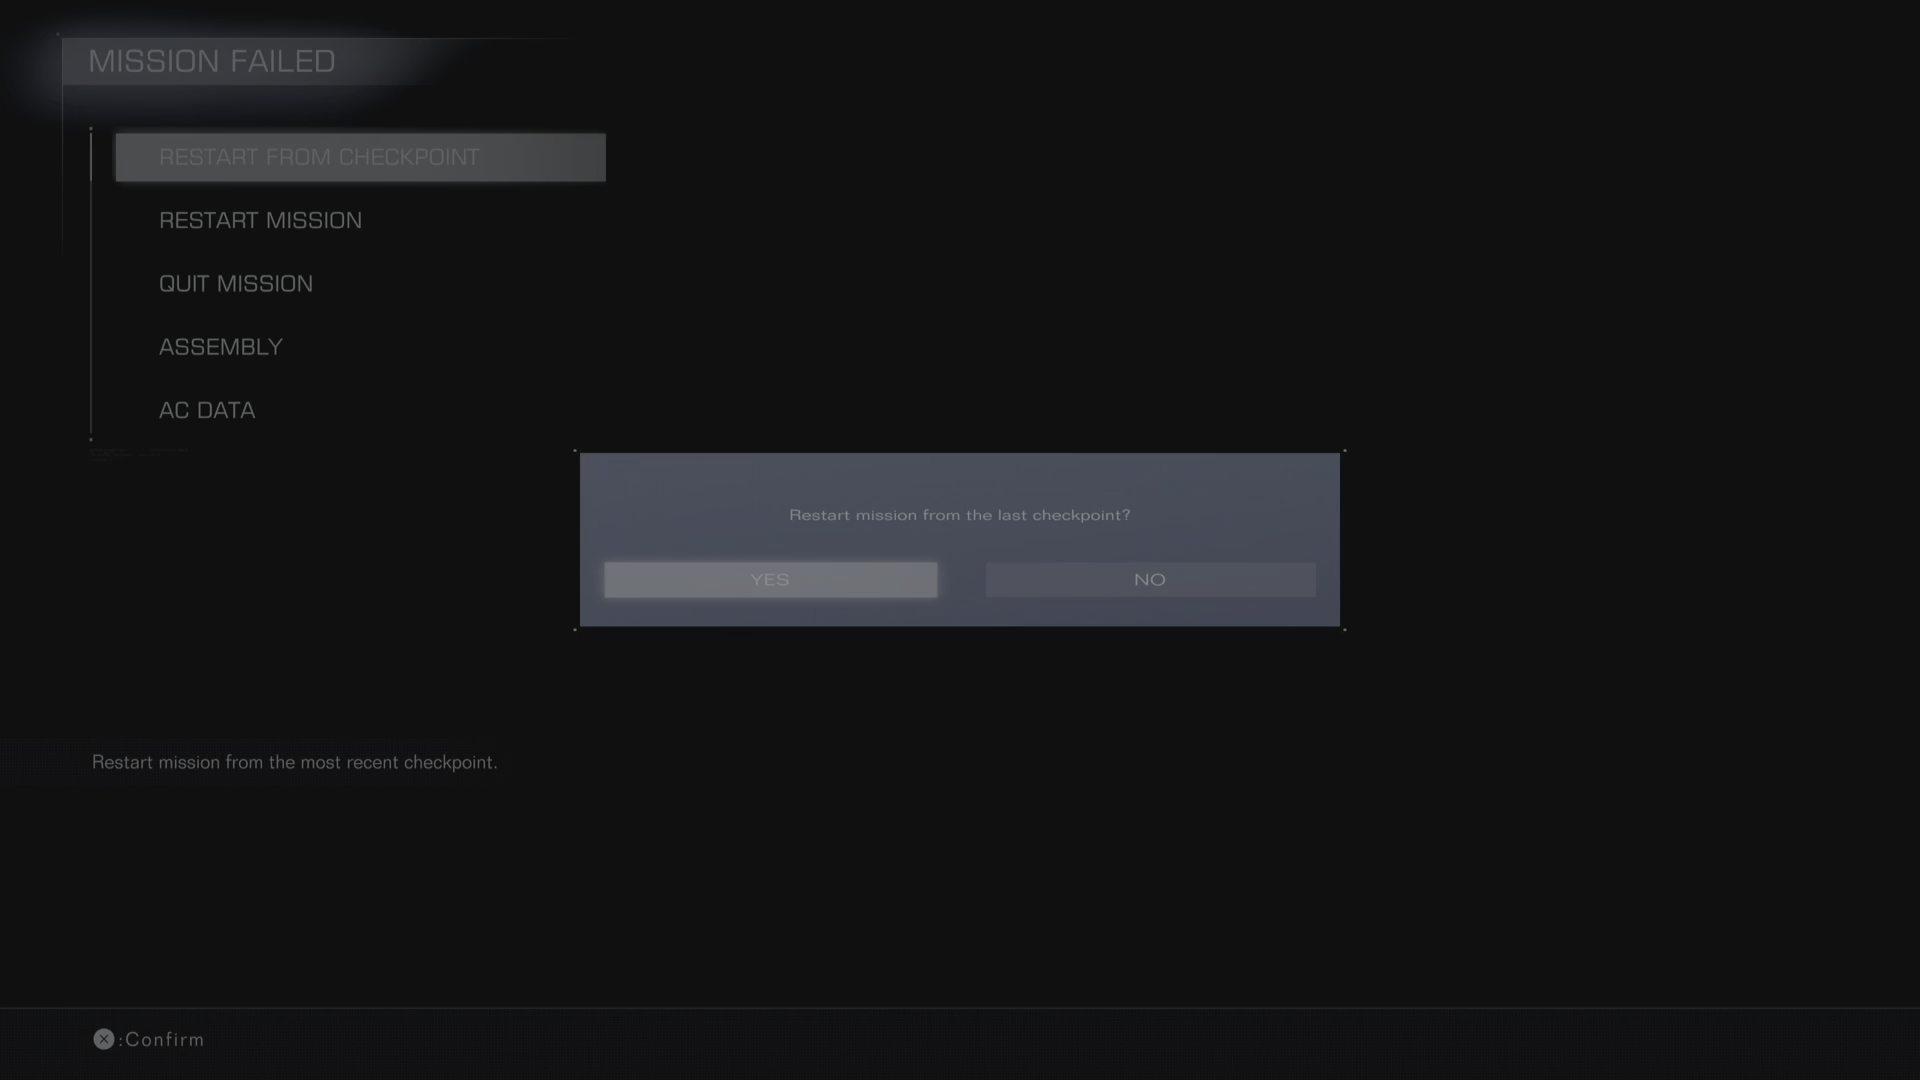 MISSION FAILED
RESTART FROM CHECKPOINT
RESTART MISSION
QUIT MISSION
ASSEMBLY
AC DATA
Restart mission from the last checkpoint?
YES
NO
Restart mission from the most recent checkpoint.
:Confirm